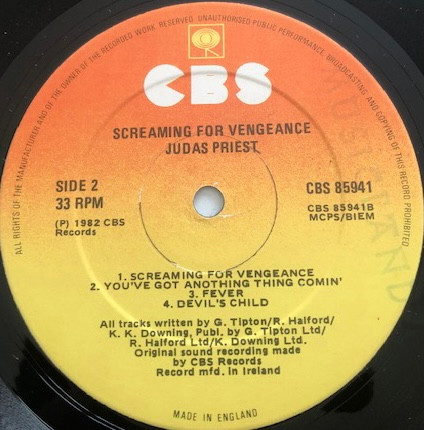 ALL RIGHTS OF THE MANUFACTURER AND OF THE OWNER OF THE RECORDED WORK RESERVED. UNAUTHORISED PUBLIC PERFORMANCE, BROADCASTING AND COPYING OF THIS RECORD PROHIBITED
CBS
SCREAMING FOR VENGEANCE
JUDAS PRIEST
SIDE 2
33 RPM
(P) 1982 CBS
Records
CBS 85941
CBS 85941B
MCPS/BIEM
1. SCREAMING FOR VENGEANCE
2. YOU'VE GOT ANOTHING THING COMIN'
3. FEVER
4. DEVIL'S CHILD
All tracks written by G. Tipton/R. Halford/
K. K. Downing, Publ. by G. Tipton Ltd/
R. Halford Ltd/K. Downing Ltd.
Original sound recording made
by CBS Records
Record mfd. in Ireland
MADE IN ENGLAND